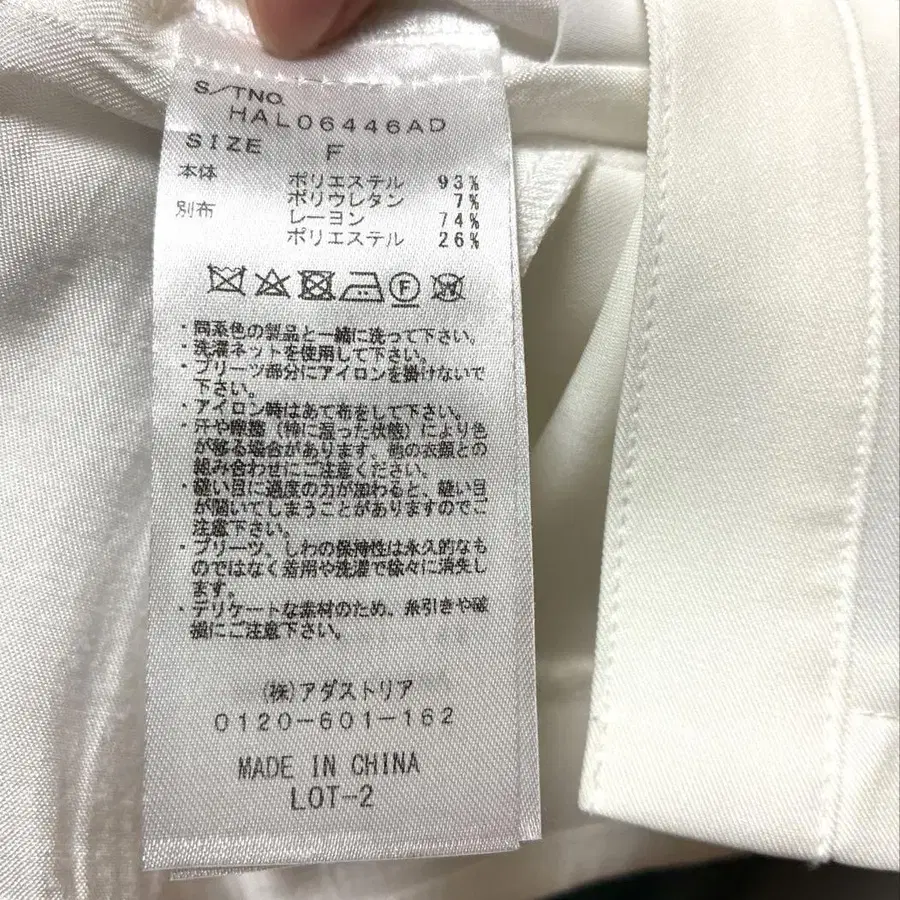 S/TNO.
HAL06446AD
SIZE F
本体 ポリエステル 93%
ポリウレタン 7%
別布 レーヨン 74%
ポリエステル 26%
F
・同系色の製品と一緒に洗って下さい。
・洗濯ネットを使用して下さい。
・プリーツ部分にアイロンを掛けないで
下さい。
・アイロン時はあて布をして下さい。
・汗や摩擦(特に湿った状態)により色
が移る場合があります。他の衣類との
組み合わせにご注意ください。
・縫い目に過度の力が加わると、縫い目
が開いてしまうことがありますのでご
注意下さい。
・プリーツ、しわの保持性は永久的なも
のではなく着用や洗濯で徐々に消失し
ます。
・デリケートな素材のため、糸引きや破
損にご注意下さい。
(株)アダストリア
0120-601-162
MADE IN CHINA
LOT-2